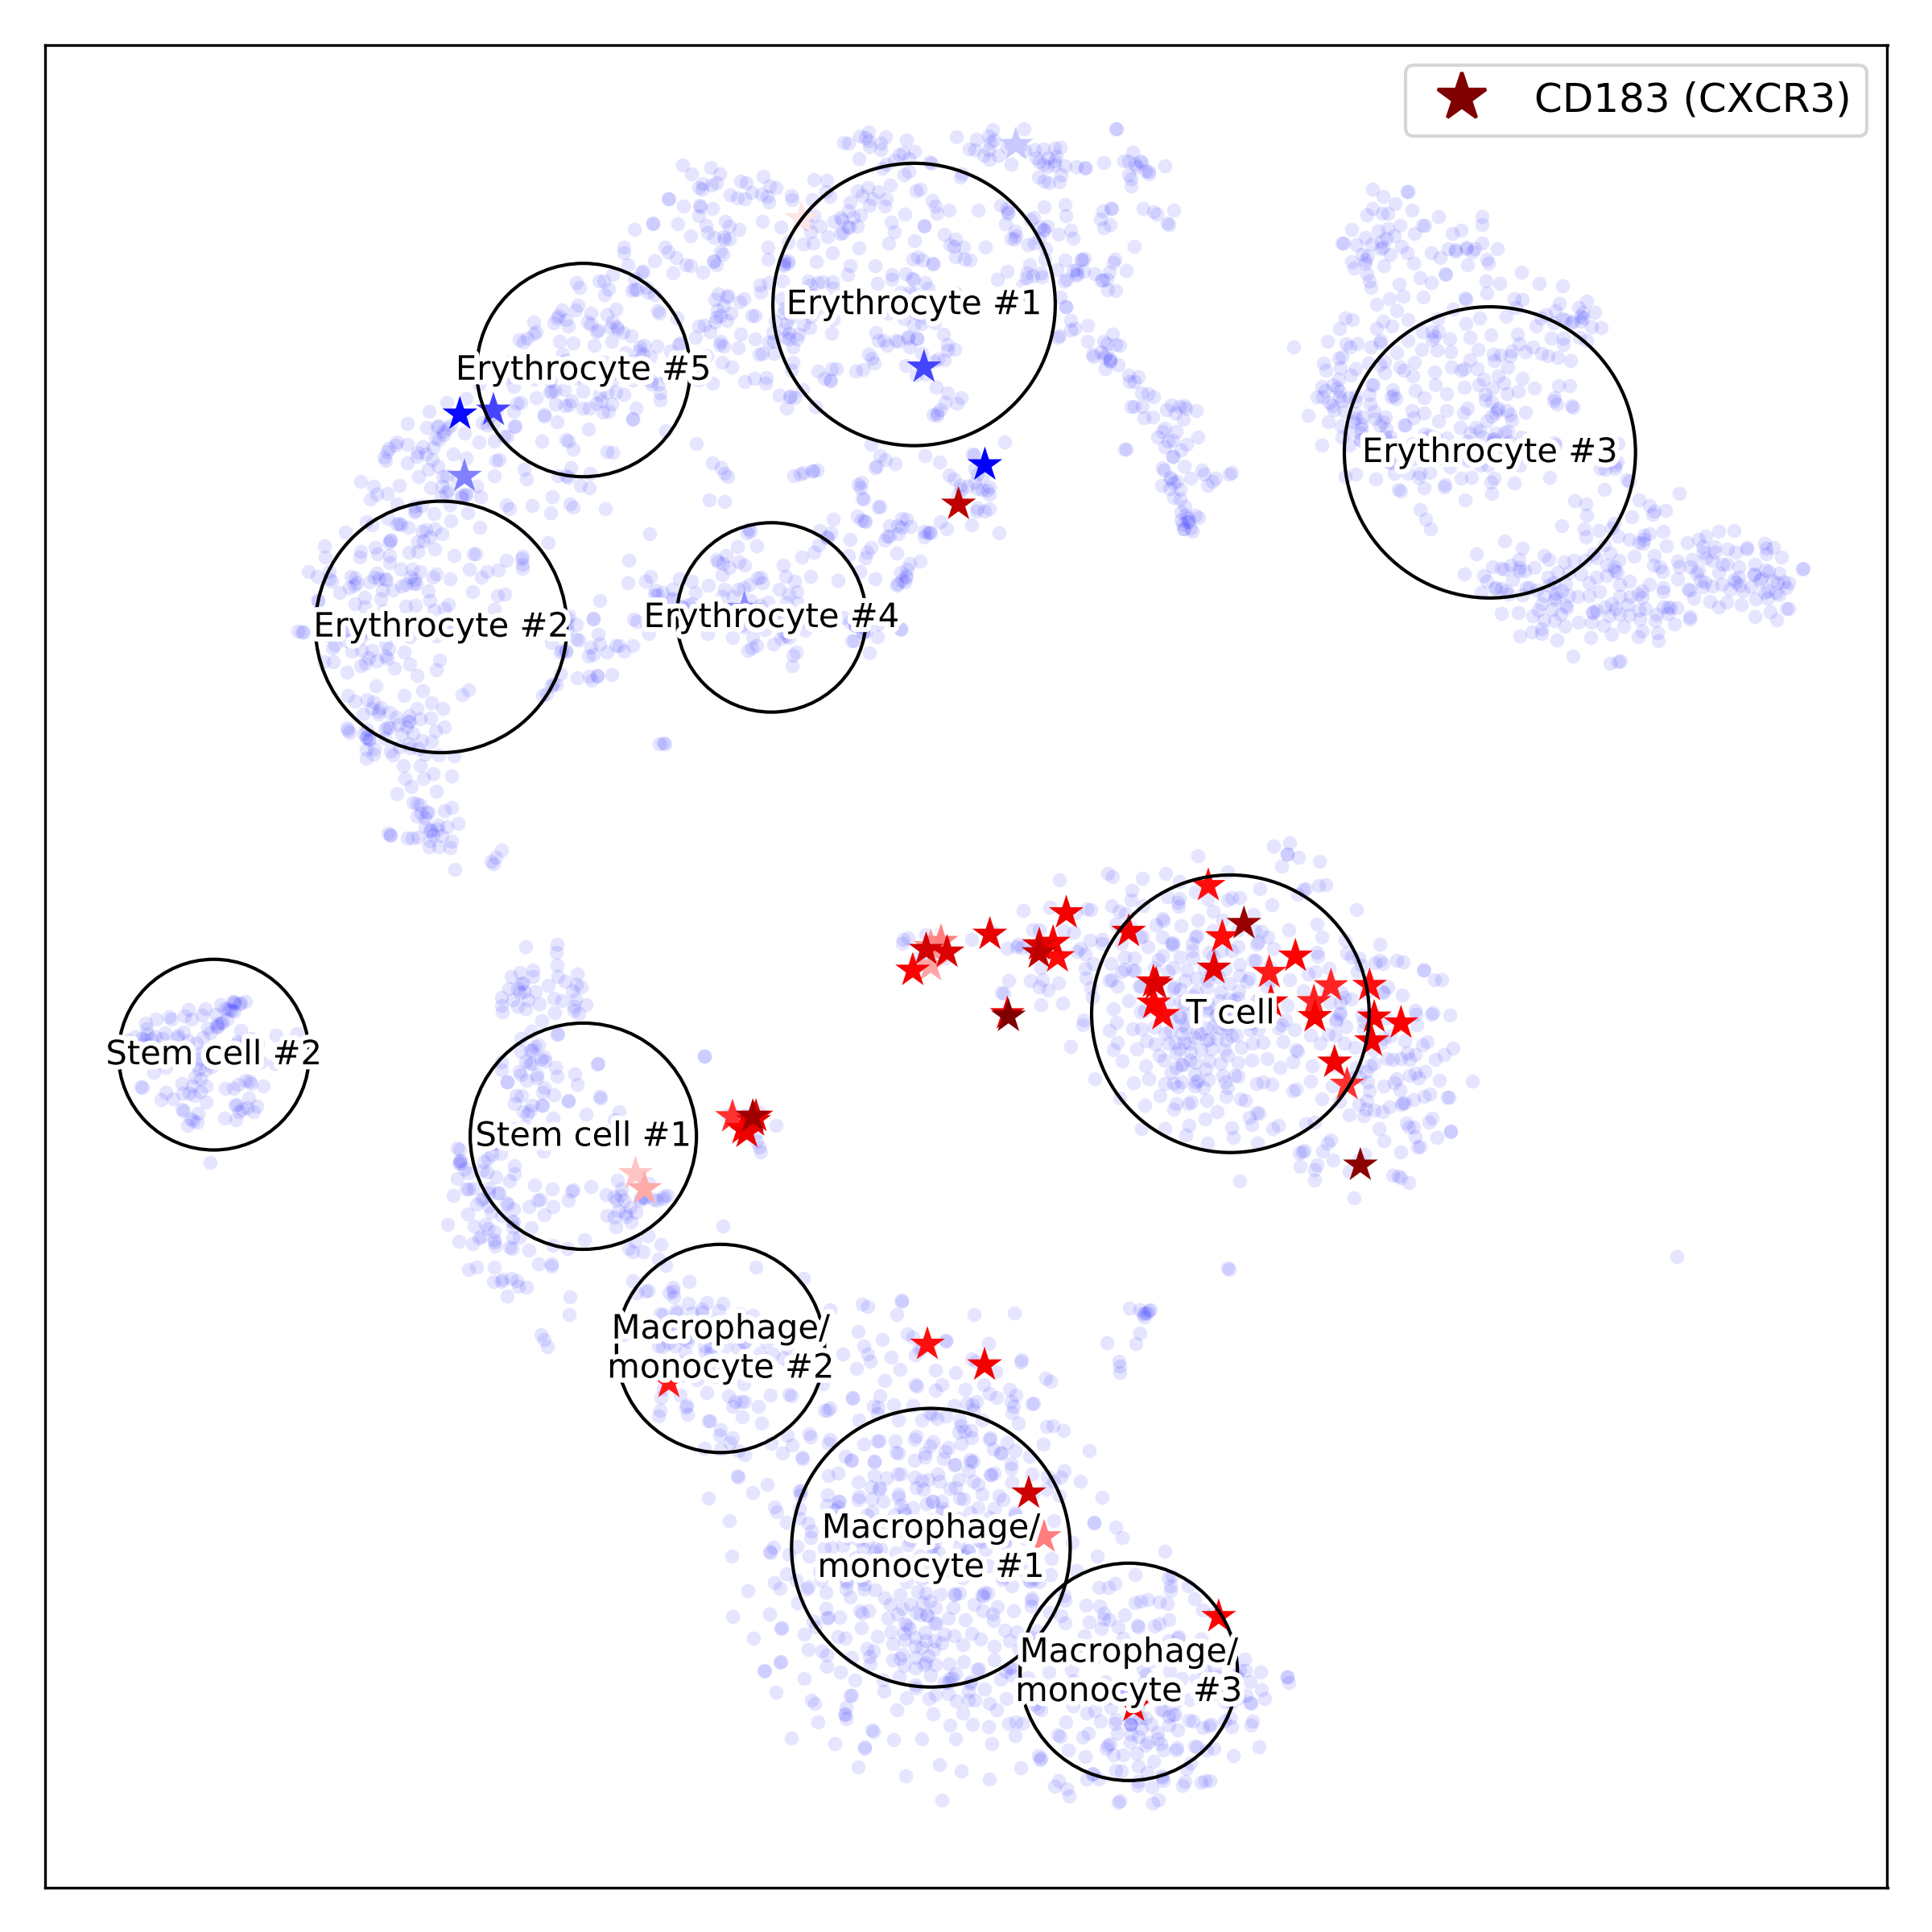 CD183 (CXCR3)
Erythrocyte #1
Erythrocyte #5
Erythrocyte #3
Erythrocyte #2
Erythrocyte #4
T cell
Stem cell #2
Stem cell #1
Macrophage/
monocyte #2
Macrophage/
monocyte #1
Macrophage/
monocyte #3